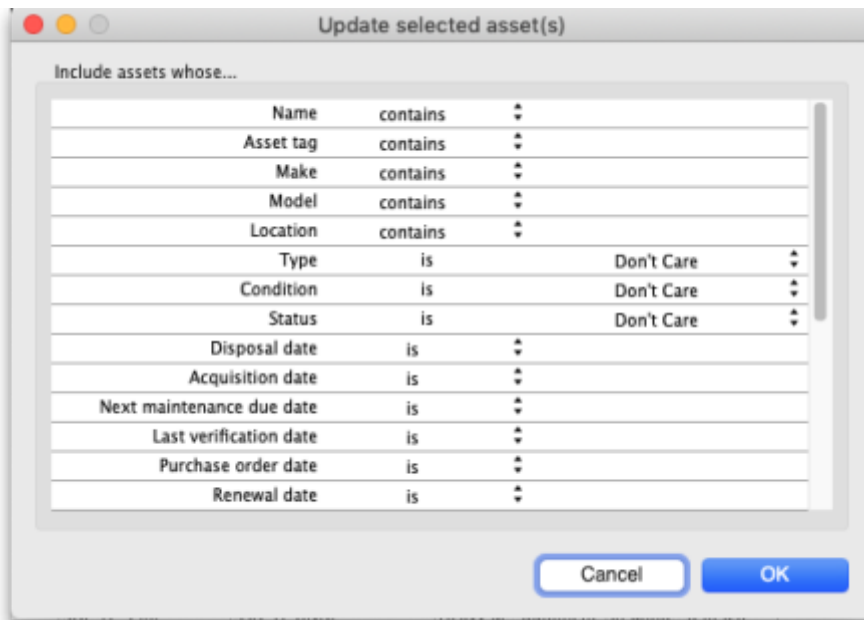 Update selected asset(s)
Include assets whose...
Name contains
Asset tag contains
Make contains
Model contains
Location contains
Type is Don't Care
Condition is Don't Care
Status is Don't Care
Disposal date is
Acquisition date is
Next maintenance due date is
Last verification date is
Purchase order date is
Renewal date is
Cancel OK